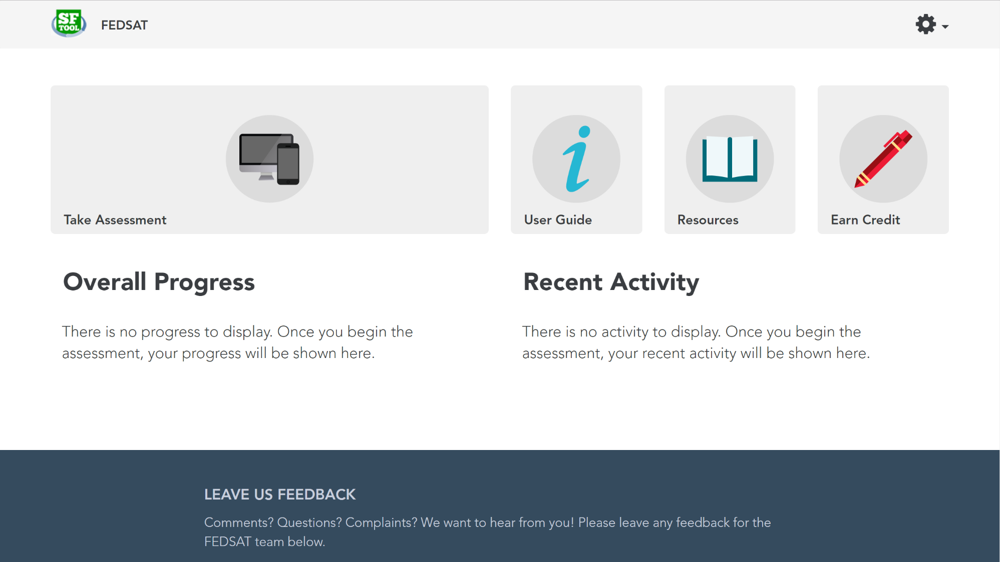 SF
TOOL
FEDSAT
Take Assessment
User Guide
Resources
Earn Credit
Overall Progress
There is no progress to display. Once you begin the
assessment, your progress will be shown here.
Recent Activity
There is no activity to display. Once you begin the
assessment, your recent activity will be shown here.
LEAVE US FEEDBACK
Comments? Questions? Complaints? We want to hear from you! Please leave any feedback for the
FEDSAT team below.